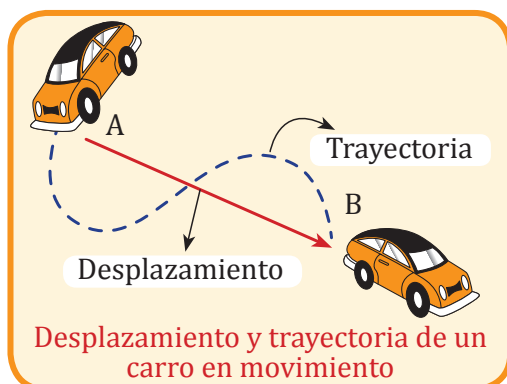 A
Trayectoria
B
Desplazamiento
Desplazamiento y trayectoria de un
carro en movimiento